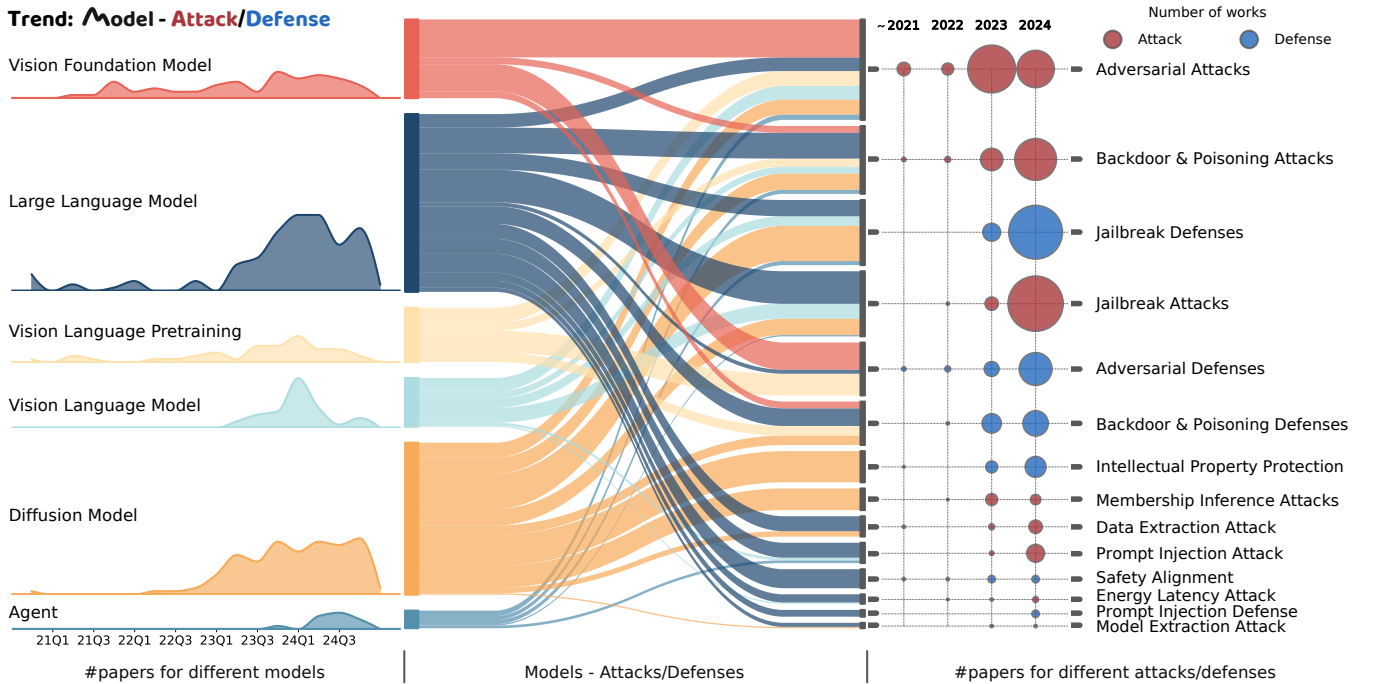 Trend: Model - Attack/Defense
Vision Foundation Model
Large Language Model
Vision Language Pretraining
Vision Language Model
Diffusion Model
Agent
21Q1 21Q3 22Q1 22Q3 23Q1 23Q3 24Q1 24Q3
#papers for different models
Models - Attacks/Defenses
Number of works
Attack Defense
~2021 2022 2023 2024
Adversarial Attacks
Backdoor & Poisoning Attacks
Jailbreak Defenses
Jailbreak Attacks
Adversarial Defenses
Backdoor & Poisoning Defenses
Intellectual Property Protection
Membership Inference Attacks
Data Extraction Attack
Prompt Injection Attack
Safety Alignment
Energy Latency Attack
Prompt Injection Defense
Model Extraction Attack
#papers for different attacks/defenses